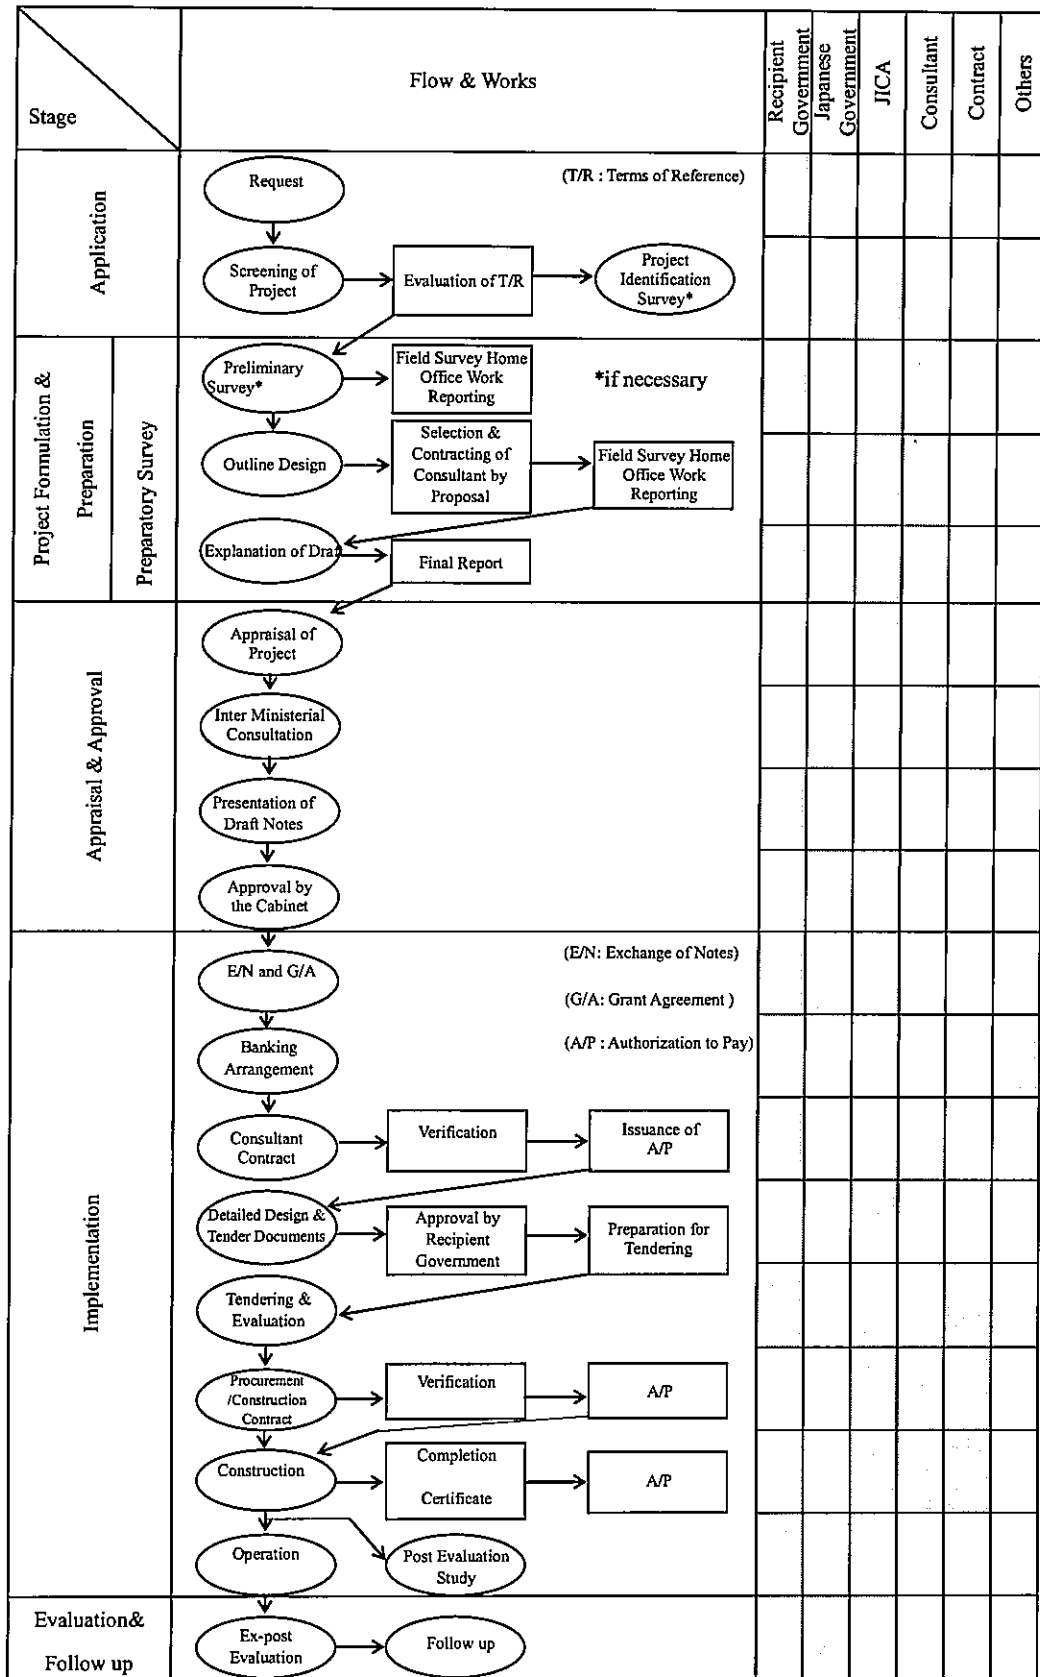 Stage
Flow & Works
Recipient
Government
Japanese
Government
JICA
Consultant
Contract
Others
Application
Request
(T/R : Terms of Reference)
Screening of
Project
Evaluation of T/R
Project
Identification
Survey*
Project Formulation &
Preparation
Preparatory Survey
Preliminary
Survey*
Field Survey Home
Office Work
Reporting
*if necessary
Outline Design
Selection &
Contracting of
Consultant by
Proposal
Field Survey Home
Office Work
Reporting
Explanation of Draf
Final Report
Appraisal & Approval
Appraisal of
Project
Inter Ministerial
Consultation
Presentation of
Draft Notes
Approval by
the Cabinet
Implementation
E/N and G/A
(E/N: Exchange of Notes)
(G/A: Grant Agreement )
(A/P : Authorization to Pay)
Banking
Arrangement
Consultant
Contract
Verification
Issuance of
A/P
Detailed Design &
Tender Documents
Approval by
Recipient
Government
Preparation for
Tendering
Tendering &
Evaluation
Procurement
/Construction
Contract
Verification
A/P
Construction
Completion
Certificate
A/P
Operation
Post Evaluation
Study
Evaluation&
Follow up
Ex-post
Evaluation
Follow up